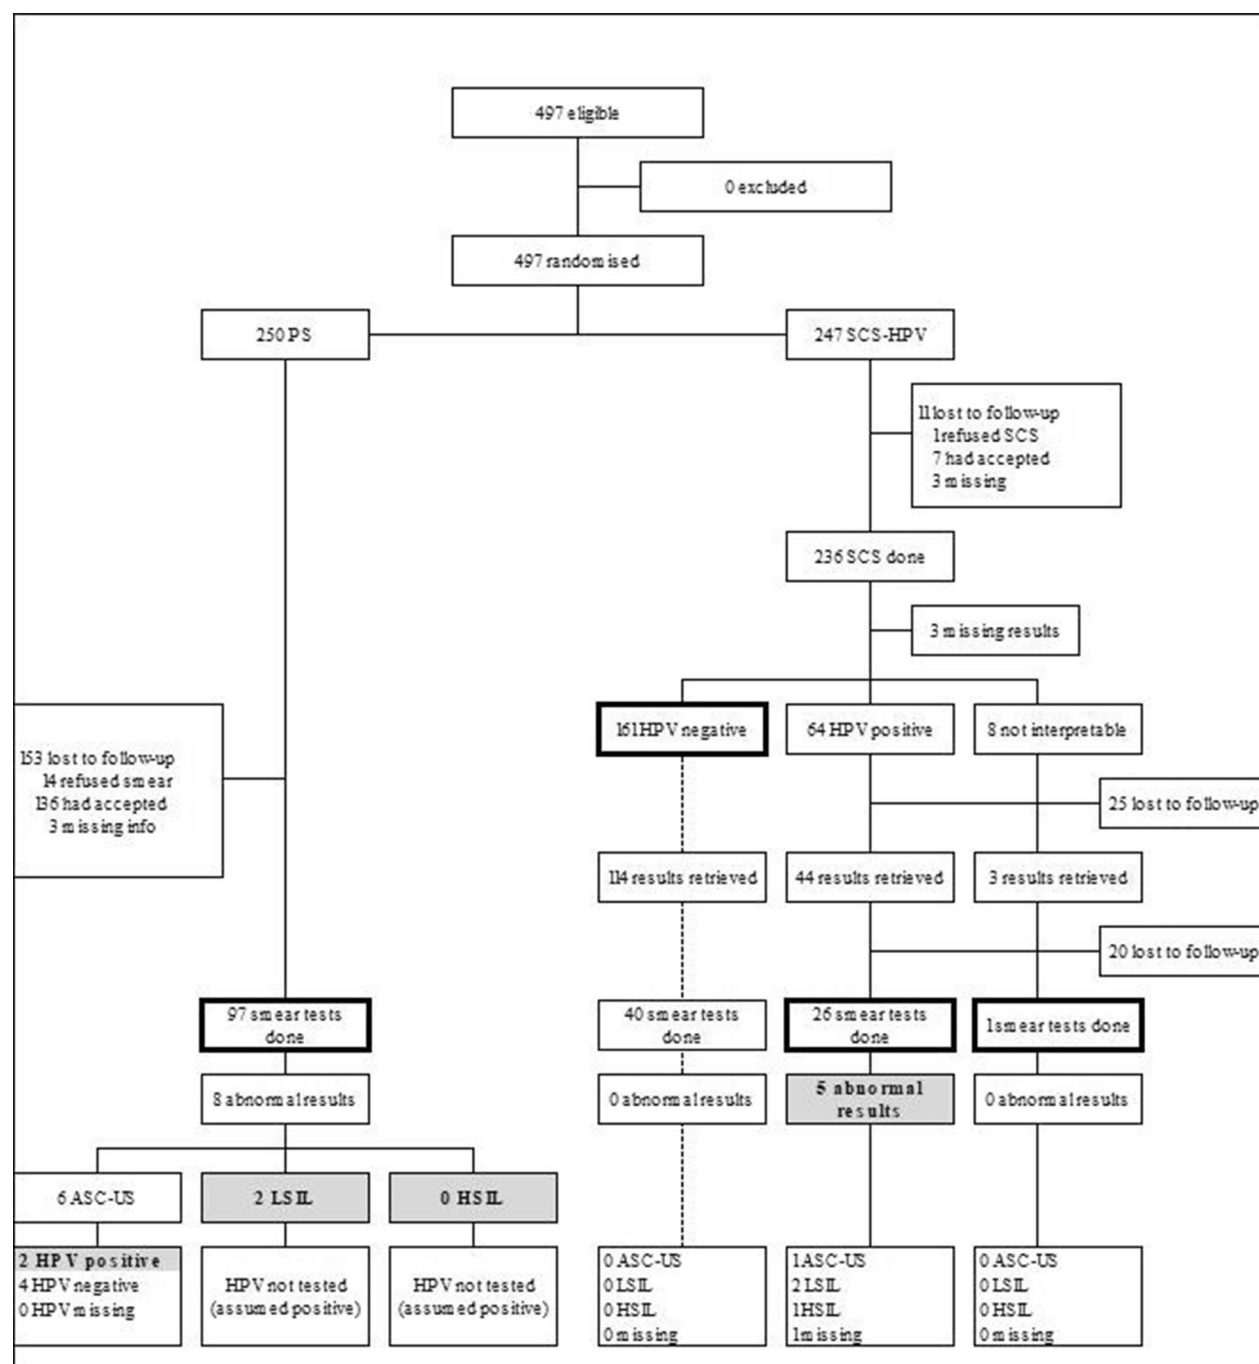 497 eligible
0 excluded
497 randomised
250 PS
247 SCS-HPV
11 lost to follow-up
1 refused SCS
7 had accepted
3 missing
236 SCS done
3 missing results
161 HPV negative
64 HPV positive
8 not interpretable
153 lost to follow-up
14 refused smear
136 had accepted
3 missing info
25 lost to follow-up
114 results retrieved
44 results retrieved
3 results retrieved
20 lost to follow-up
97 smear tests
done
40 smear tests
done
26 smear tests
done
1 smear tests done
8 abnormal results
0 abnormal results
5 abnormal
results
0 abnormal results
6 ASC-US
2 LSIL
0 HSIL
2 HPV positive
4 HPV negative
0 HPV missing
HPV not tested
(assumed positive)
HPV not tested
(assumed positive)
0 ASC-US
0 LSIL
0 HSIL
0 missing
1 ASC-US
2 LSIL
1 HSIL
1 missing
0 ASC-US
0 LSIL
0 HSIL
0 missing